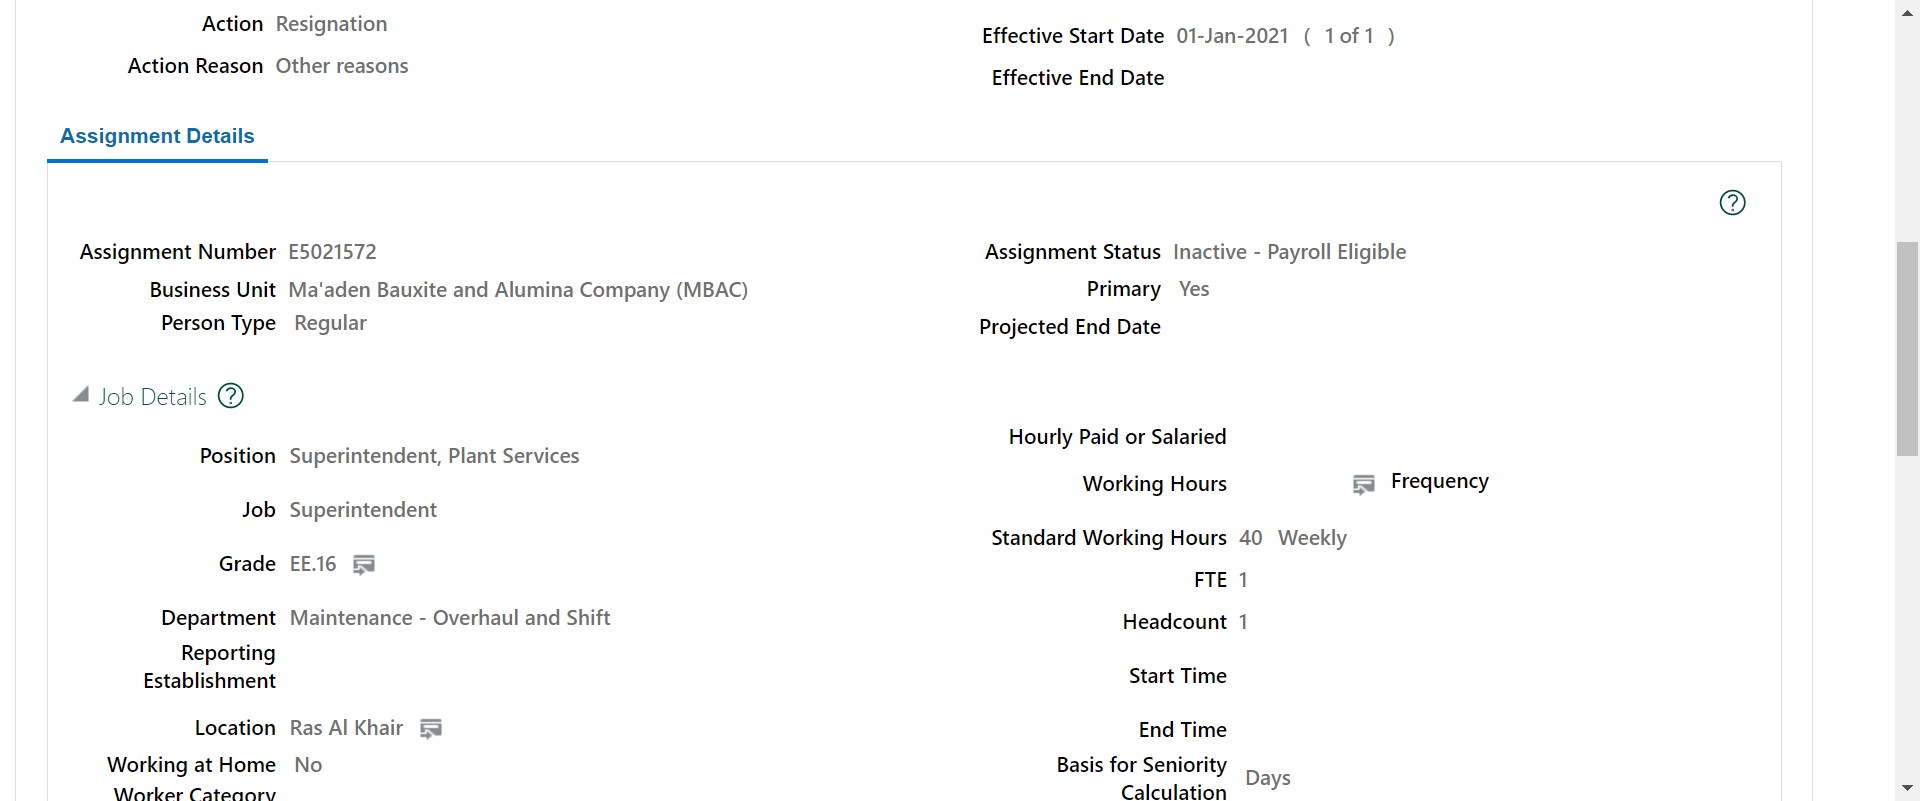 Action Resignation
Effective Start Date 01-Jan-2021 ( 1 of 1 )
Action Reason Other reasons
Effective End Date
Assignment Details
Assignment Number E5021572
Assignment Status Inactive - Payroll Eligible
Business Unit Ma'aden Bauxite and Alumina Company (MBAC)
Primary Yes
Person Type Regular
Projected End Date
Job Details
Hourly Paid or Salaried
Position Superintendent, Plant Services
Working Hours Frequency
Job Superintendent
Standard Working Hours 40 Weekly
Grade EE.16
FTE 1
Department Maintenance - Overhaul and Shift
Headcount 1
Reporting
Establishment
Start Time
Location Ras Al Khair
End Time
Working at Home No
Basis for Seniority
Calculation Days
Worker Category